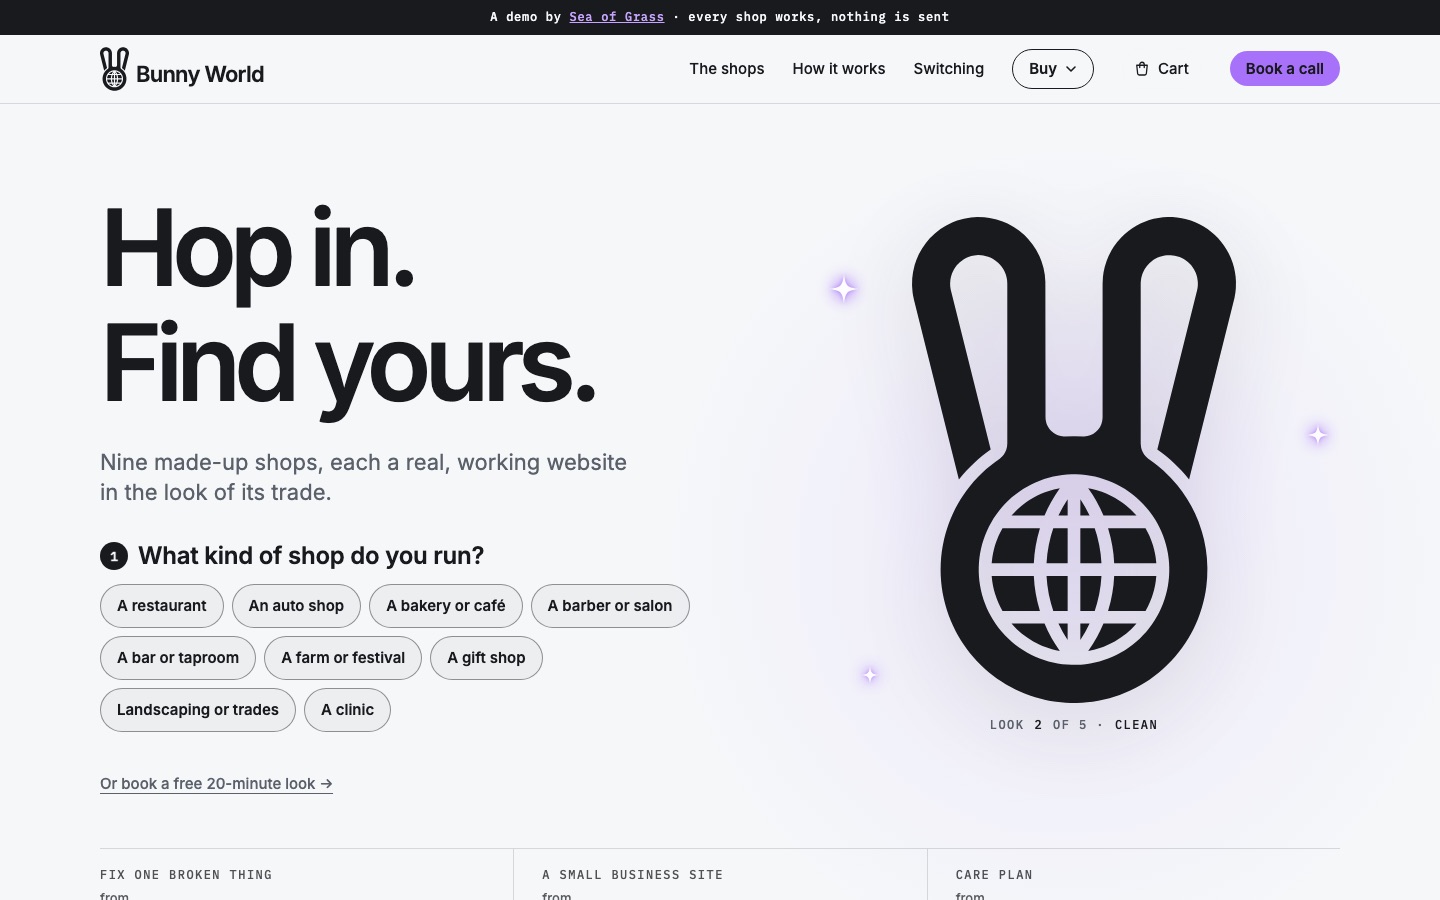 A demo by Sea of Grass · every shop works, nothing is sent
Bunny World
The shops
How it works
Switching
Buy
Cart
Book a call
Hop in.
Find yours.
Nine made-up shops, each a real, working website
in the look of its trade.
1 What kind of shop do you run?
A restaurant
An auto shop
A bakery or café
A barber or salon
A bar or taproom
A farm or festival
A gift shop
Landscaping or trades
A clinic
Or book a free 20-minute look →
LOOK 2 OF 5 · CLEAN
FIX ONE BROKEN THING
from
A SMALL BUSINESS SITE
from
CARE PLAN
from